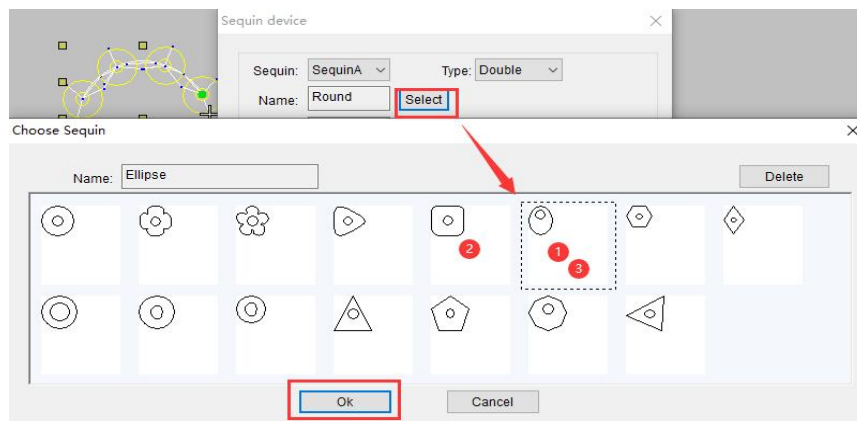 Sequin device
Sequin: SequinA Type: Double
Name: Round Select
Choose Sequin
Name: Ellipse Delete
2 1 3
Ok Cancel